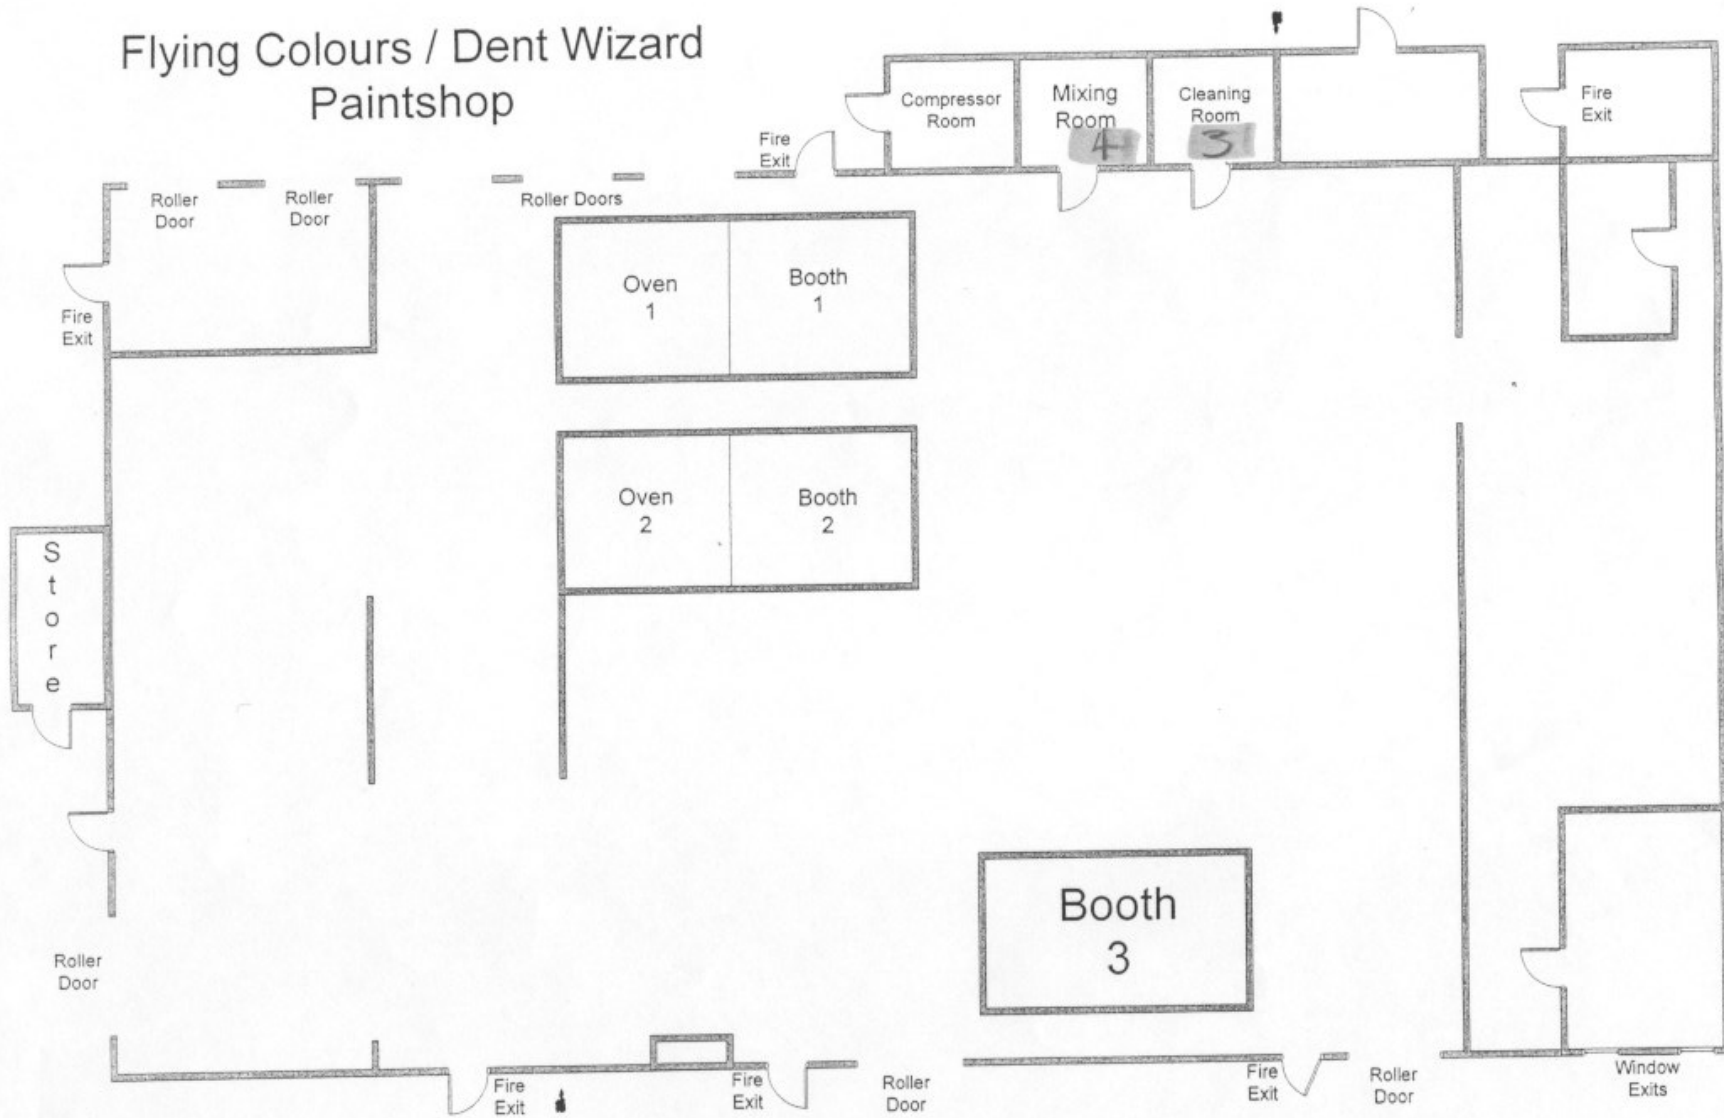 Flying Colours / Dent Wizard
Paintshop
Compressor
Room
Mixing
Room
4
Cleaning
Room
3
Fire
Exit
Fire
Exit
Roller
Door
Roller
Door
Roller Doors
Oven
1
Booth
1
Fire
Exit
Oven
2
Booth
2
Store
Booth
3
Roller
Door
Fire
Exit
Fire
Exit
Roller
Door
Fire
Exit
Roller
Door
Window
Exits